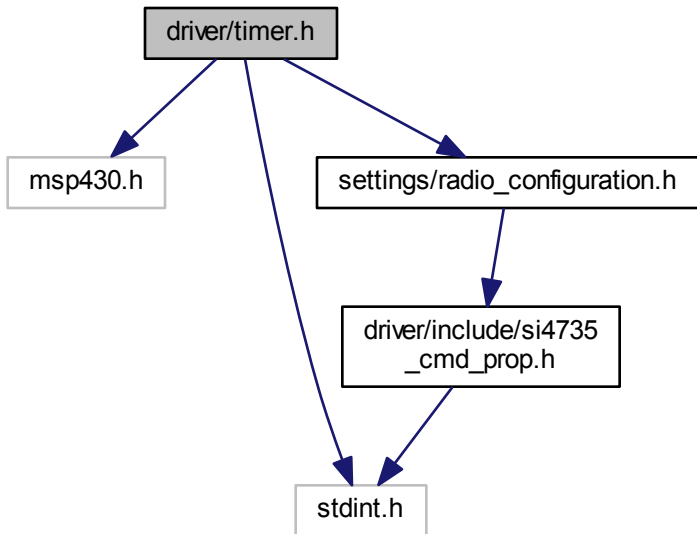 driver/timer.h
msp430.h
settings/radio_configuration.h
driver/include/si4735
_cmd_prop.h
stdint.h